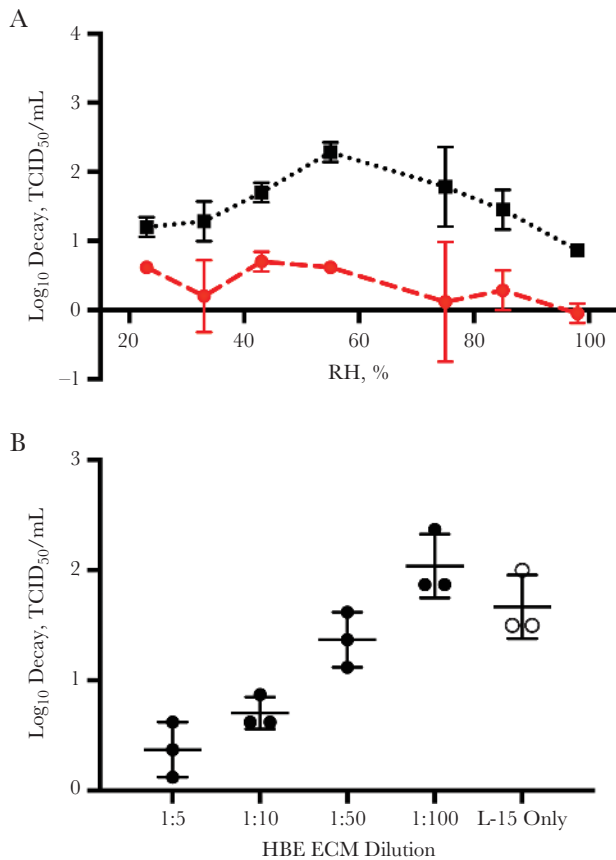 A
4
3
2
1
0
−1
Log₁₀ Decay, TCID₅₀/mL
20 40 60 80 100
RH, %
B
3
2
1
0
Log₁₀ Decay, TCID₅₀/mL
1:5 1:10 1:50 1:100 L-15 Only
HBE ECM Dilution